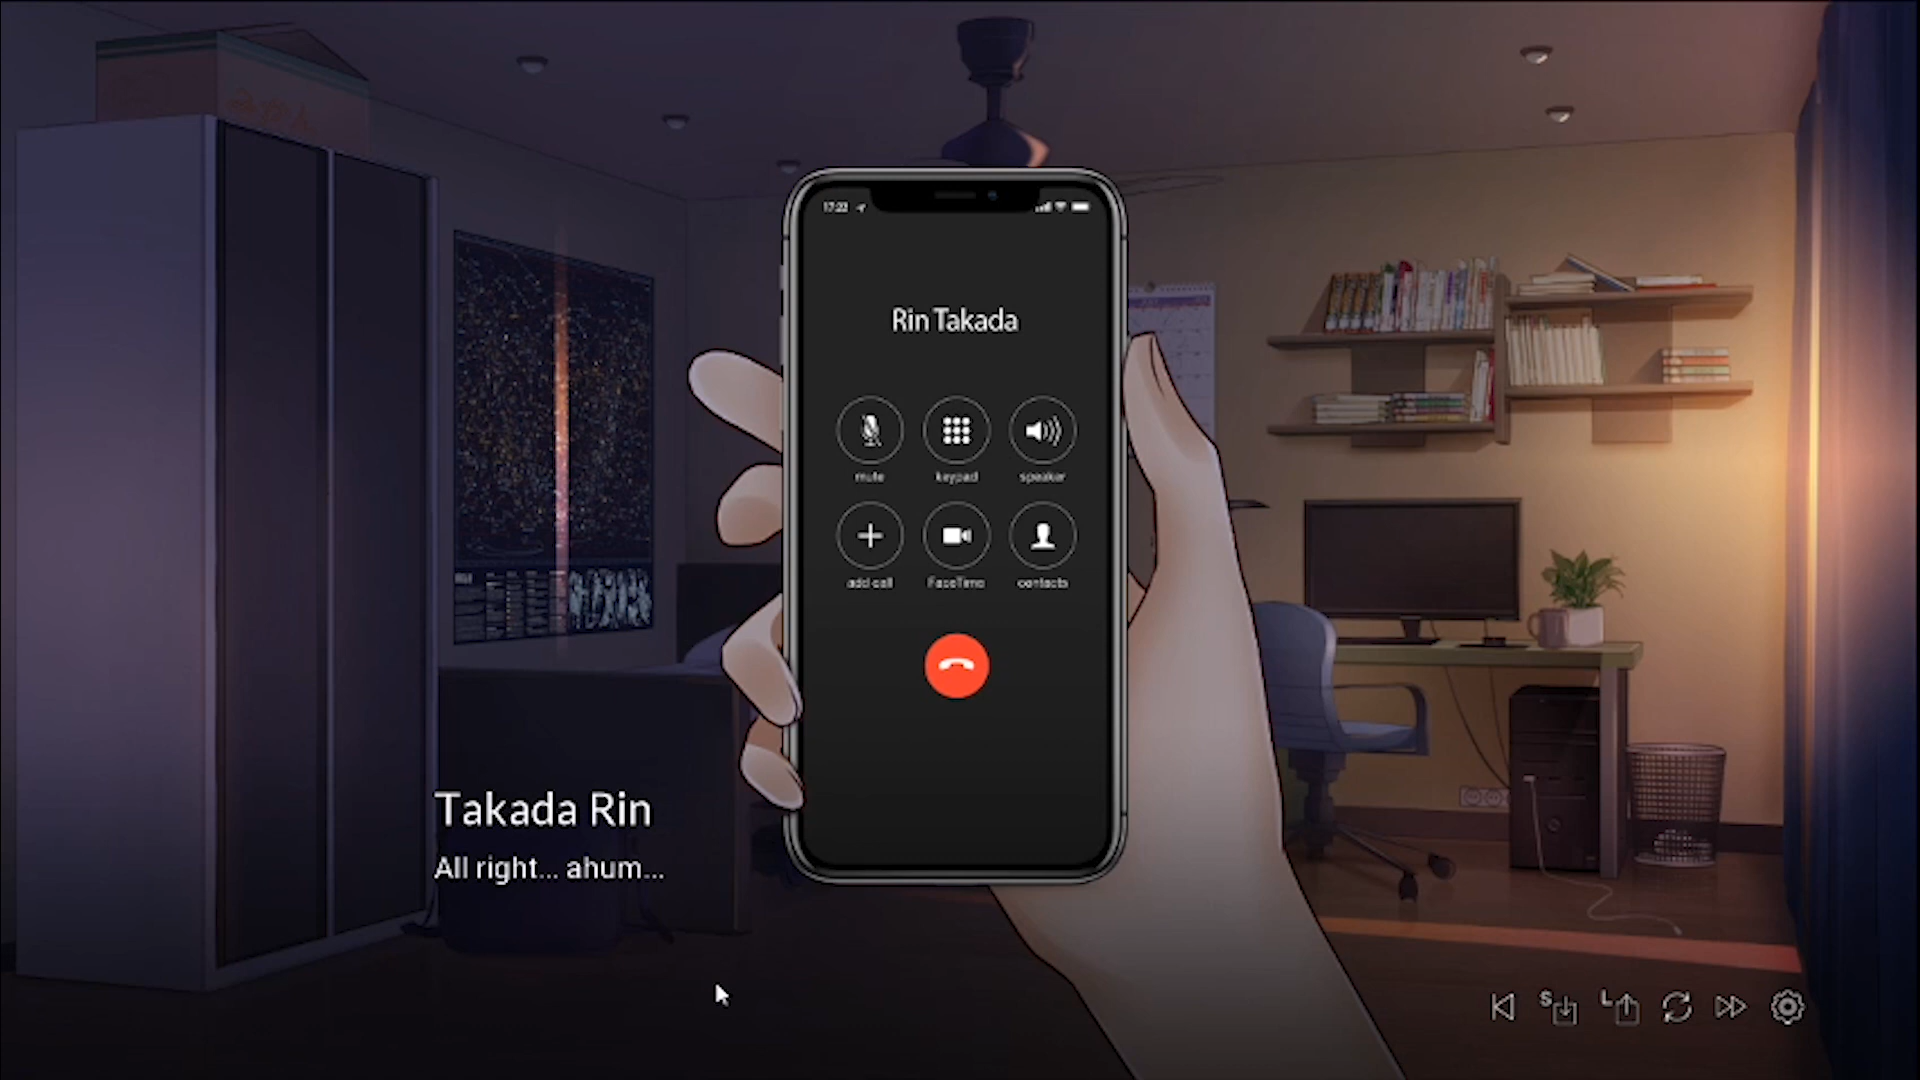 17:22
Rin Takada
mute
keypad
speaker
add call
FaceTime
contacts
Takada Rin
All right... ahum...
S
L